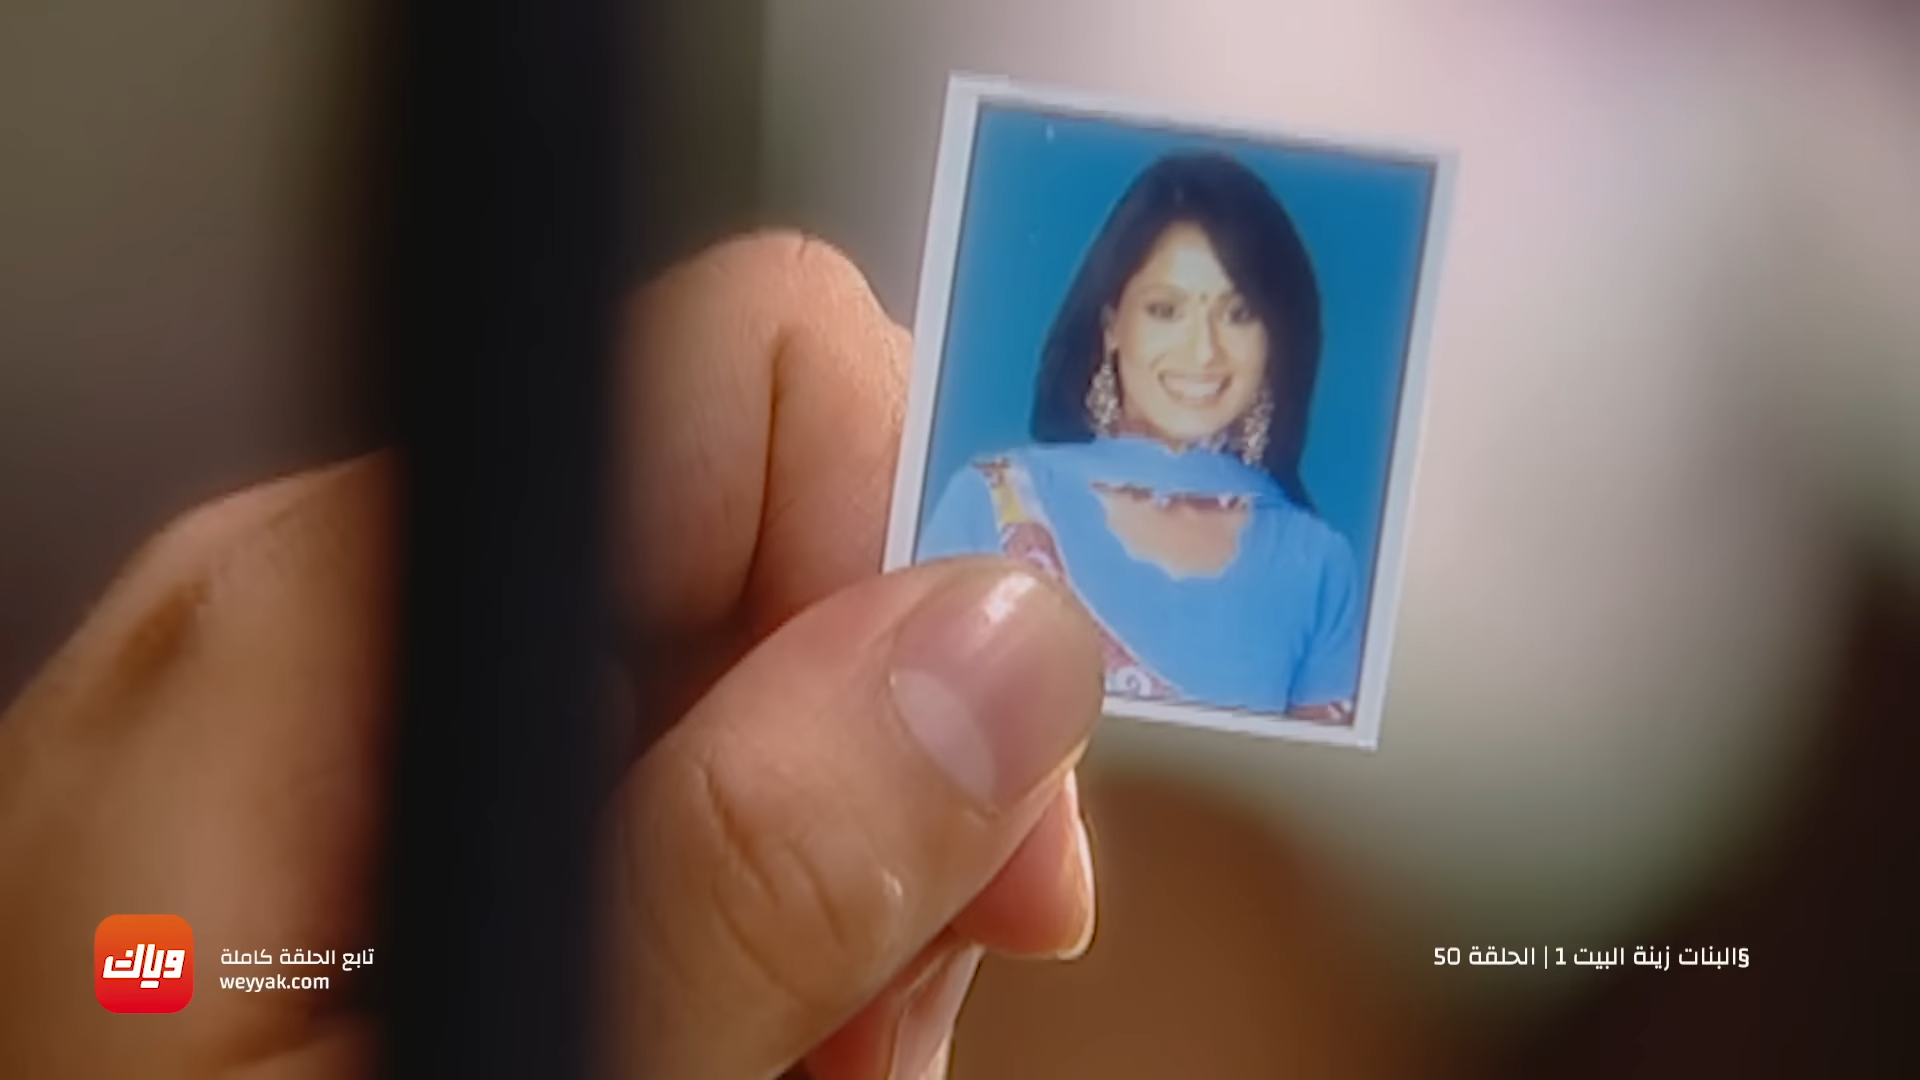 وياك
تابع الحلقة كاملة
weyyak.com
§البنات زينة البيت 1 | الحلقة 50